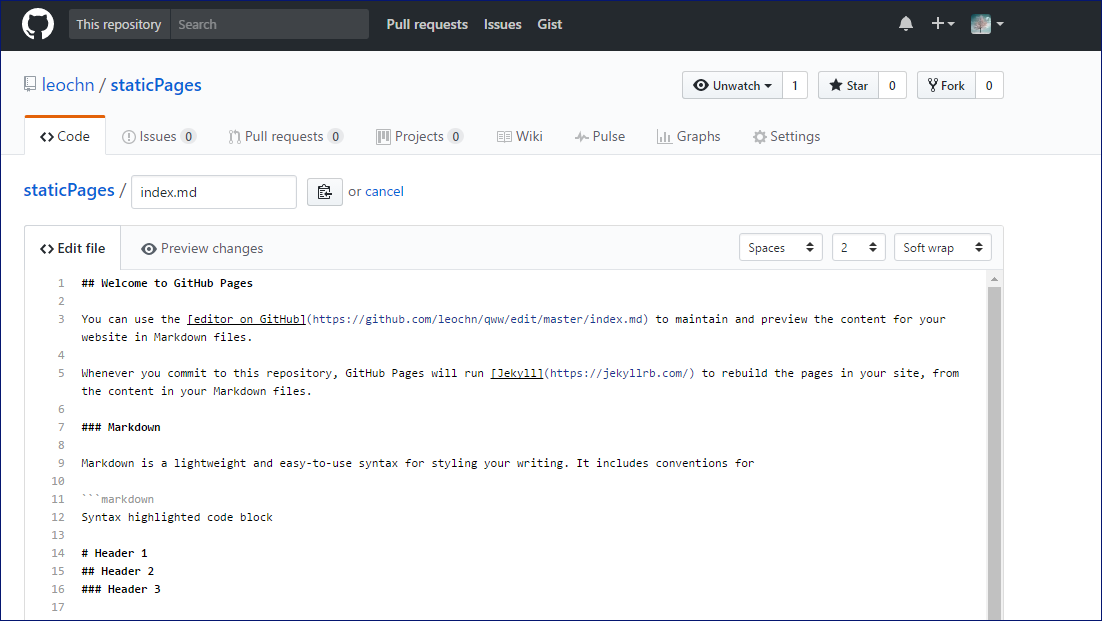 This repository Search Pull requests Issues Gist
leochn / staticPages Unwatch 1 Star 0 Fork 0
Code Issues 0 Pull requests 0 Projects 0 Wiki Pulse Graphs Settings
staticPages / index.md or cancel
Edit file Preview changes Spaces 2 Soft wrap
1 ## Welcome to GitHub Pages
2
3 You can use the [editor on GitHub](https://github.com/leochn/qww/edit/master/index.md) to maintain and preview the content for your
website in Markdown files.
4
5 Whenever you commit to this repository, GitHub Pages will run [Jekyll](https://jekyllrb.com/) to rebuild the pages in your site, from
the content in your Markdown files.
6
7 ### Markdown
8
9 Markdown is a lightweight and easy-to-use syntax for styling your writing. It includes conventions for
10
11 ```markdown
12 Syntax highlighted code block
13
14 # Header 1
15 ## Header 2
16 ### Header 3
17